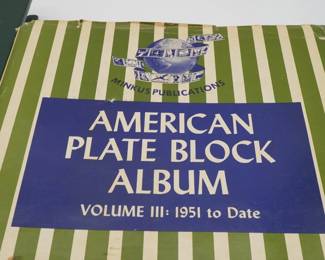 MINKUS PUBLICATIONS
AMERICAN
PLATE BLOCK
ALBUM
VOLUME III: 1951 to Date